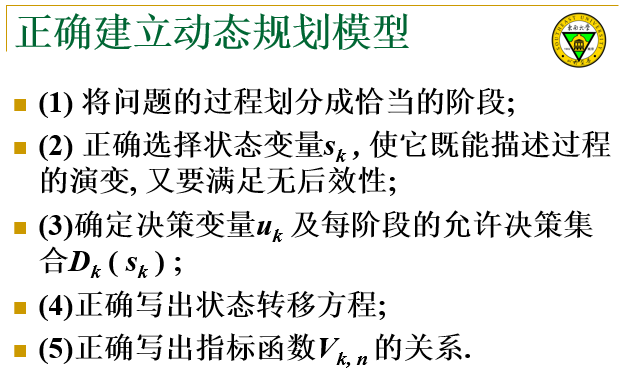 正确建立动态规划模型
(1) 将问题的过程划分成恰当的阶段;
(2) 正确选择状态变量sk , 使它既能描述过程
的演变, 又要满足无后效性;
(3)确定决策变量uk 及每阶段的允许决策集
合Dk ( sk ) ;
(4)正确写出状态转移方程;
(5)正确写出指标函数Vk, n 的关系.